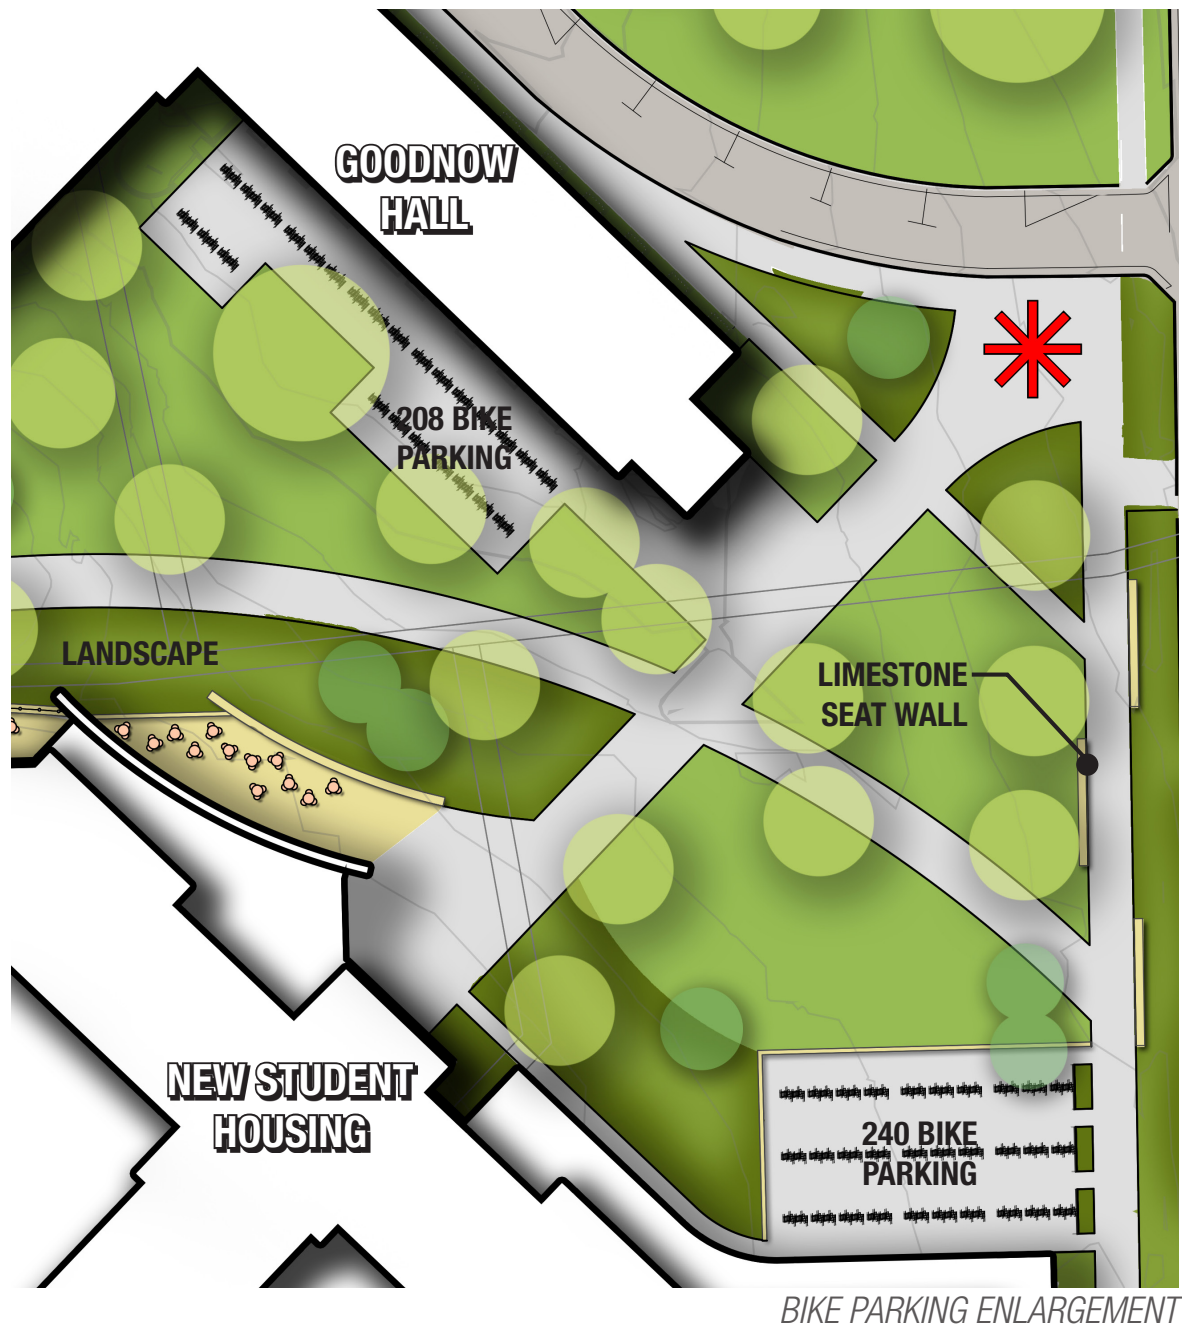 GOODNOW
HALL
208 BIKE
PARKING
LANDSCAPE
LIMESTONE
SEAT WALL
NEW STUDENT
HOUSING
240 BIKE
PARKING
BIKE PARKING ENLARGEMENT